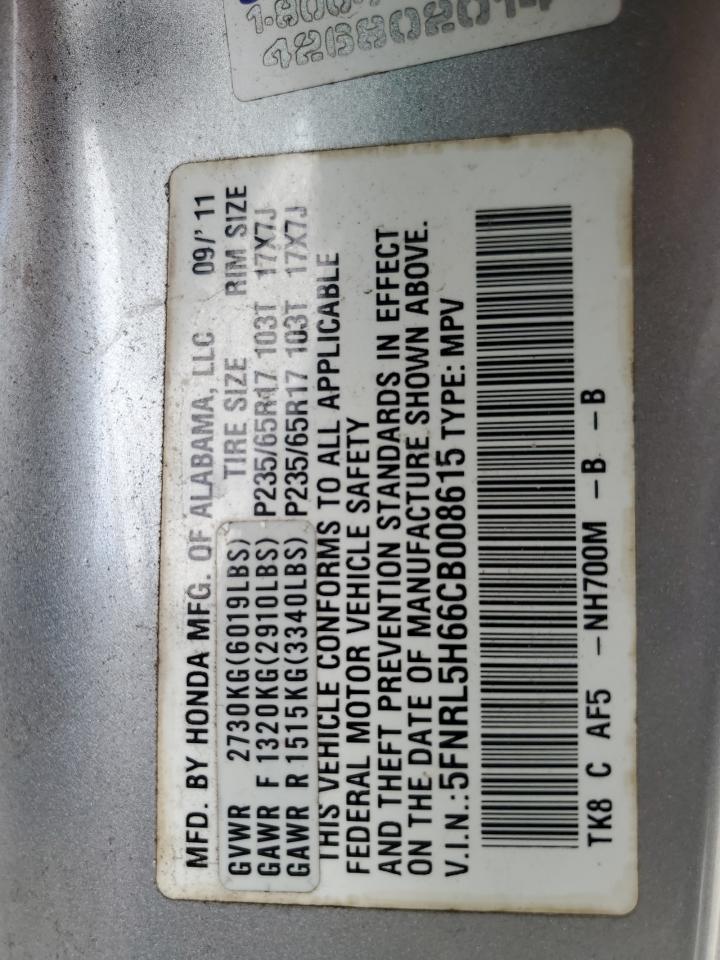 1-800-
426802014
MFD. BY HONDA MFG. OF ALABAMA, LLC 09/'11
GVWR 2730KG(6019LBS) TIRE SIZE RIM SIZE
GAWR F 1320KG(2910LBS) P235/65R17 103T 17X7J
GAWR R 1515KG(3340LBS) P235/65R17 103T 17X7J
THIS VEHICLE CONFORMS TO ALL APPLICABLE
FEDERAL MOTOR VEHICLE SAFETY
AND THEFT PREVENTION STANDARDS IN EFFECT
ON THE DATE OF MANUFACTURE SHOWN ABOVE.
V.I.N.:5FNRL5H66CB008615 TYPE: MPV
TK8 C AF5 -NH700M -B -B